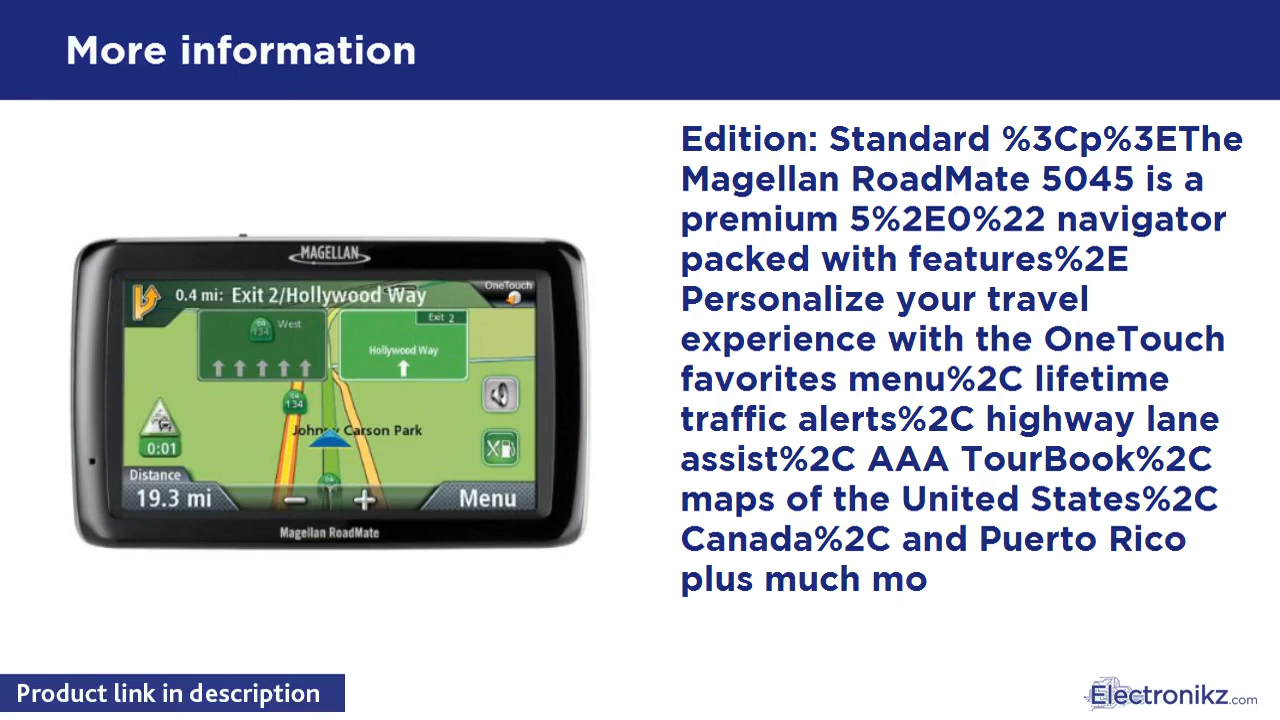 More information
Edition: Standard %3Cp%3EThe
Magellan RoadMate 5045 is a
premium 5%2E0%22 navigator
packed with features%2E
Personalize your travel
experience with the OneTouch
favorites menu%2C lifetime
traffic alerts%2C highway lane
assist%2C AAA TourBook%2C
maps of the United States%2C
Canada%2C and Puerto Rico
plus much mo
MAGELLAN
0.4 mi: Exit 2/Hollywood Way
OneTouch
West
134
Exit 2
Hollywood Way
134
Johnny Carson Park
0:01
Distance
19.3 mi
Menu
Magellan RoadMate
Product link in description
Electronikz.com